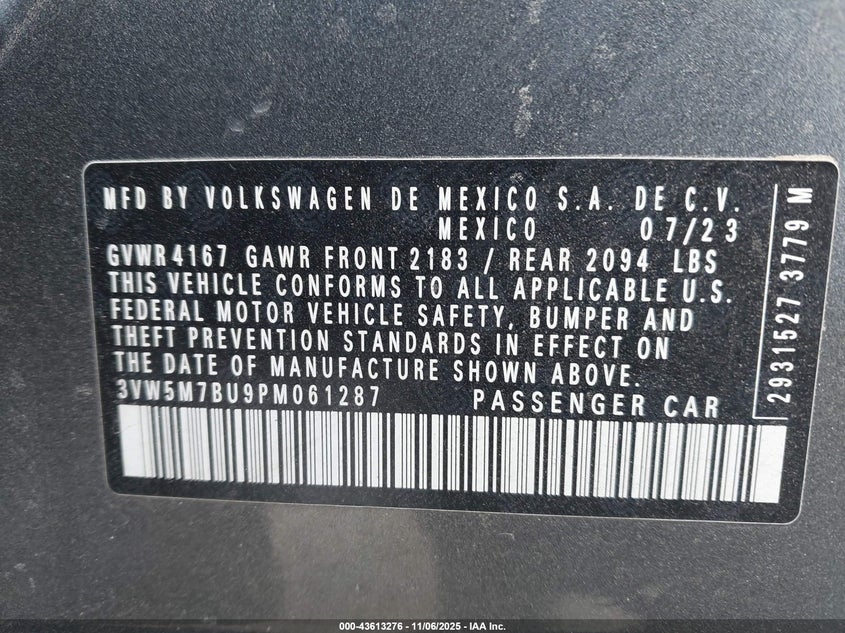 MFD BY VOLKSWAGEN DE MEXICO S.A. DE C.V.
MEXICO 07/23
GVWR 4167 GAWR FRONT 2183 / REAR 2094 LBS
THIS VEHICLE CONFORMS TO ALL APPLICABLE U.S.
FEDERAL MOTOR VEHICLE SAFETY, BUMPER AND
THEFT PREVENTION STANDARDS IN EFFECT ON
THE DATE OF MANUFACTURE SHOWN ABOVE.
3VW5M7BU9PM061287 PASSENGER CAR
2931527 3779 M
000-43613276 - 11/06/2025 - IAA Inc.